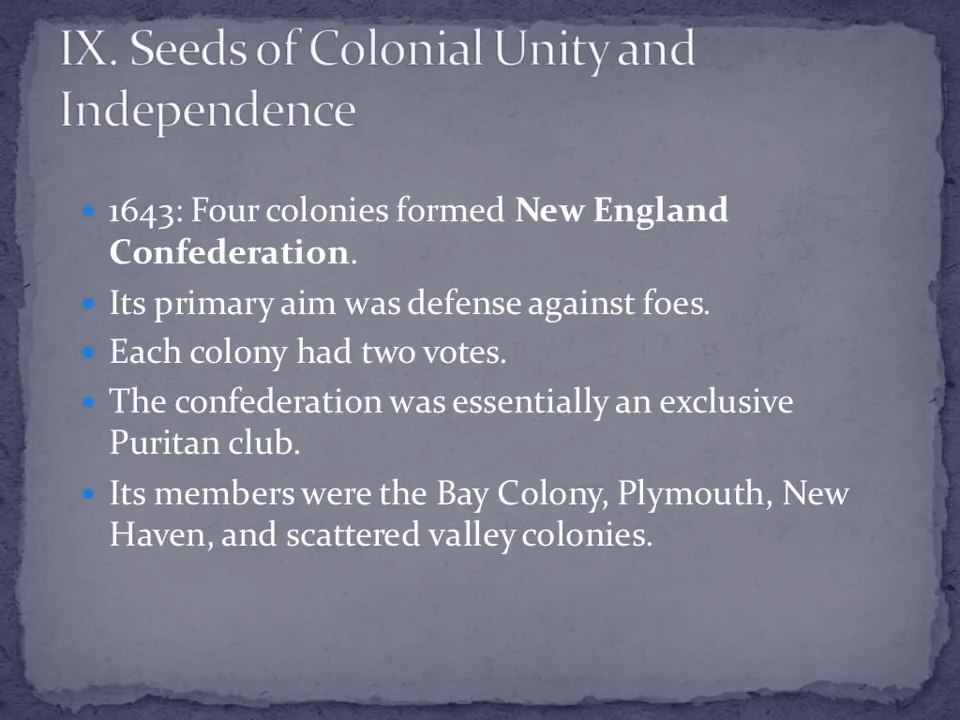 IX. Seeds of Colonial Unity and
Independence
• 1643: Four colonies formed New England
Confederation.
• Its primary aim was defense against foes.
• Each colony had two votes.
• The confederation was essentially an exclusive
Puritan club.
• Its members were the Bay Colony, Plymouth, New
Haven, and scattered valley colonies.